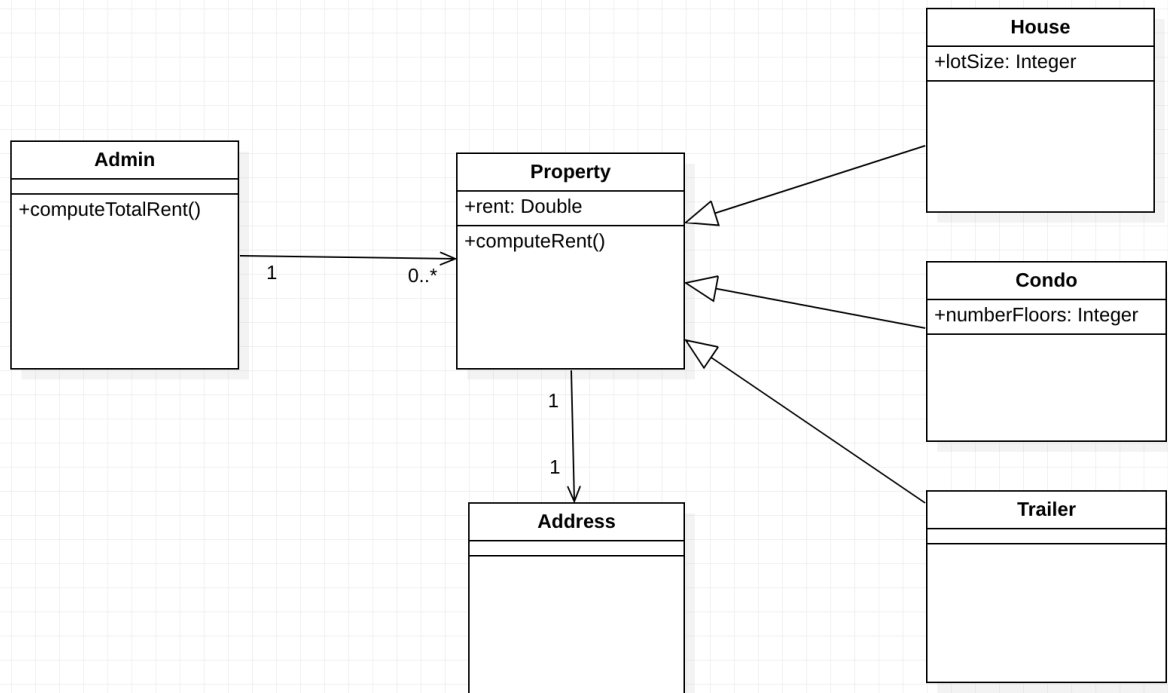 House
+lotSize: Integer
Admin
+computeTotalRent()
Property
+rent: Double
+computeRent()
1
0..*
Condo
+numberFloors: Integer
1
1
Address
Trailer